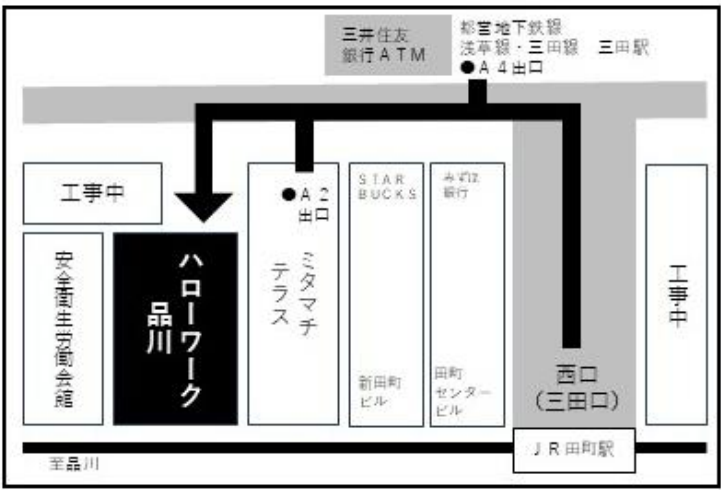 三井住友
銀行ATM
都営地下鉄線
浅草線・三田線 三田駅
●A4出口
工事中
●A2
出口
STAR
BUCKS
みずほ
銀行
安全衛生労働会館
ハローワーク
品川
ミタマチ
テラス
新田町
ビル
田町
センター
ビル
工事中
西口
(三田口)
JR田町駅
至品川